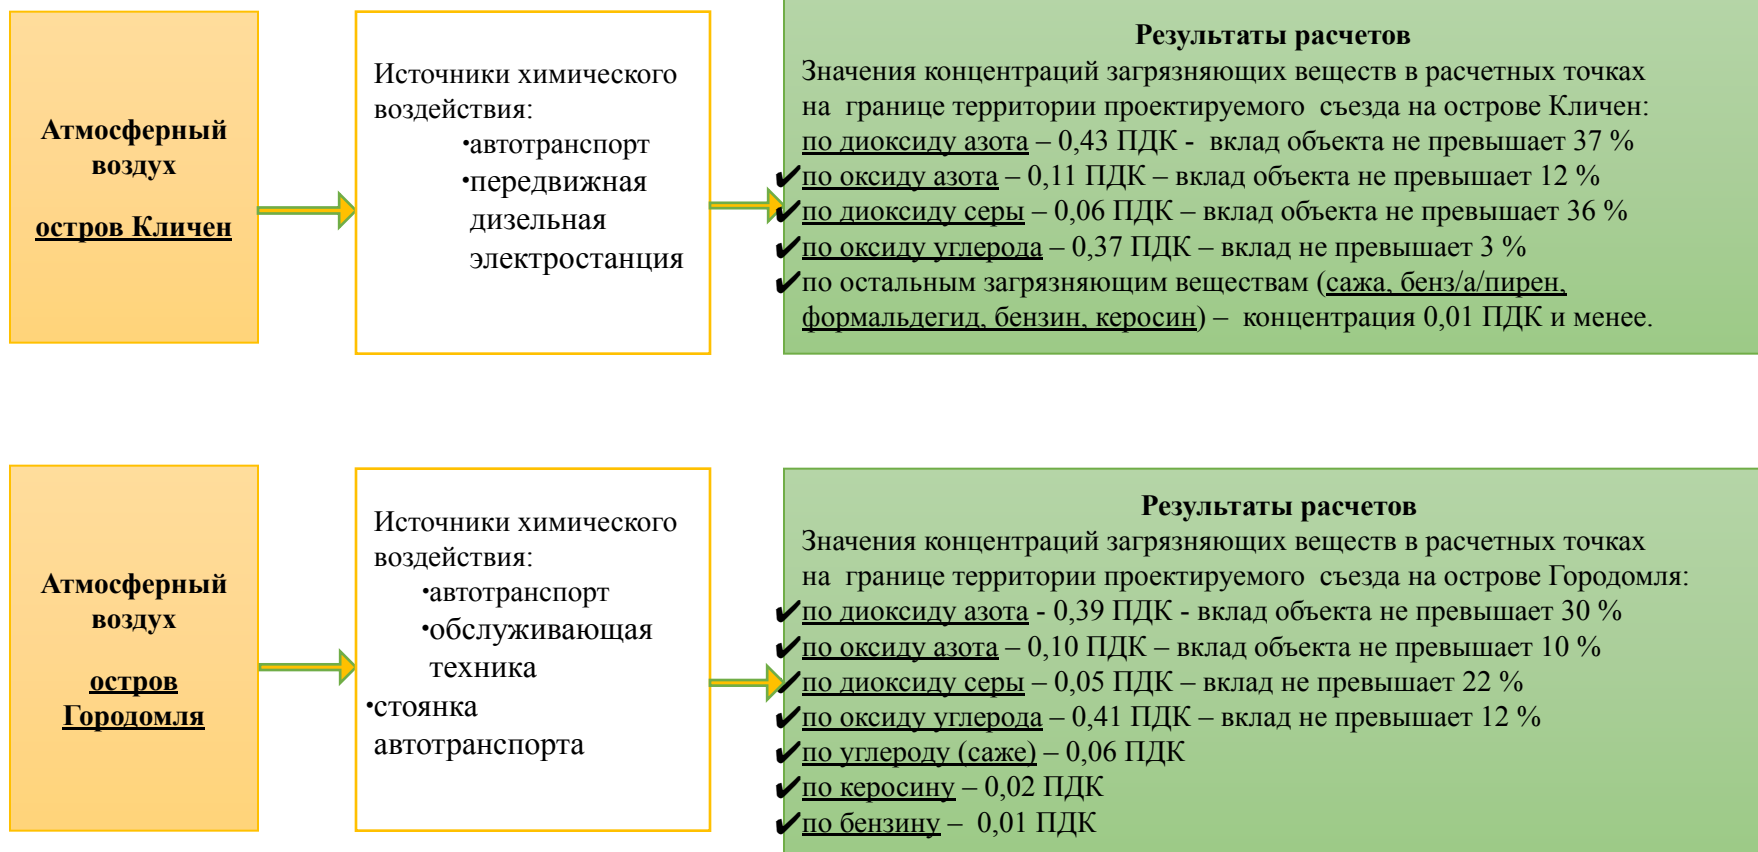 Атмосферный
воздух
остров Кличен
Источники химического
воздействия:
•автотранспорт
•передвижная
дизельная
электростанция
Результаты расчетов
Значения концентраций загрязняющих веществ в расчетных точках
на границе территории проектируемого съезда на острове Кличен:
по диоксиду азота – 0,43 ПДК - вклад объекта не превышает 37 %
✔по оксиду азота – 0,11 ПДК – вклад объекта не превышает 12 %
✔по диоксиду серы – 0,06 ПДК – вклад объекта не превышает 36 %
✔по оксиду углерода – 0,37 ПДК – вклад не превышает 3 %
✔по остальным загрязняющим веществам (сажа, бенз/а/пирен,
формальдегид, бензин, керосин) – концентрация 0,01 ПДК и менее.
Атмосферный
воздух
остров
Городомля
Источники химического
воздействия:
•автотранспорт
•обслуживающая
техника
•стоянка
автотранспорта
Результаты расчетов
Значения концентраций загрязняющих веществ в расчетных точках
на границе территории проектируемого съезда на острове Городомля:
✔по диоксиду азота - 0,39 ПДК - вклад объекта не превышает 30 %
✔по оксиду азота – 0,10 ПДК – вклад объекта не превышает 10 %
✔по диоксиду серы – 0,05 ПДК – вклад не превышает 22 %
✔по оксиду углерода – 0,41 ПДК – вклад не превышает 12 %
✔по углероду (саже) – 0,06 ПДК
✔по керосину – 0,02 ПДК
✔по бензину – 0,01 ПДК